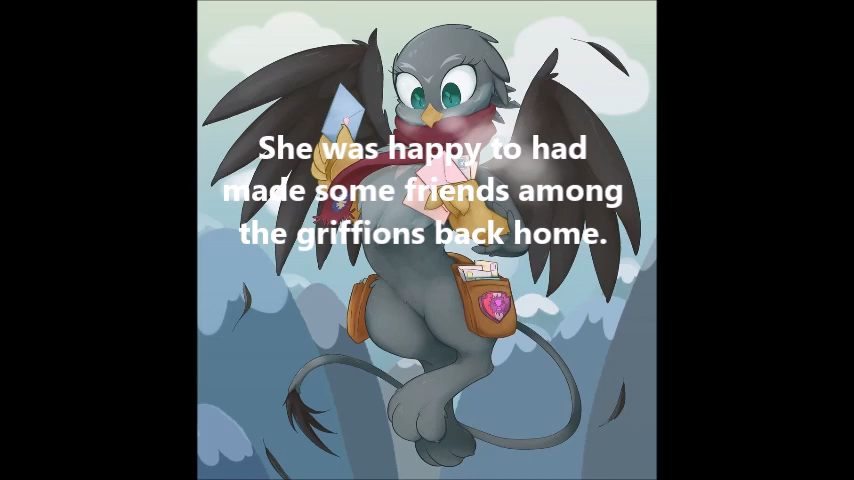 She was happy to had
made some friends among
the griffions back home.